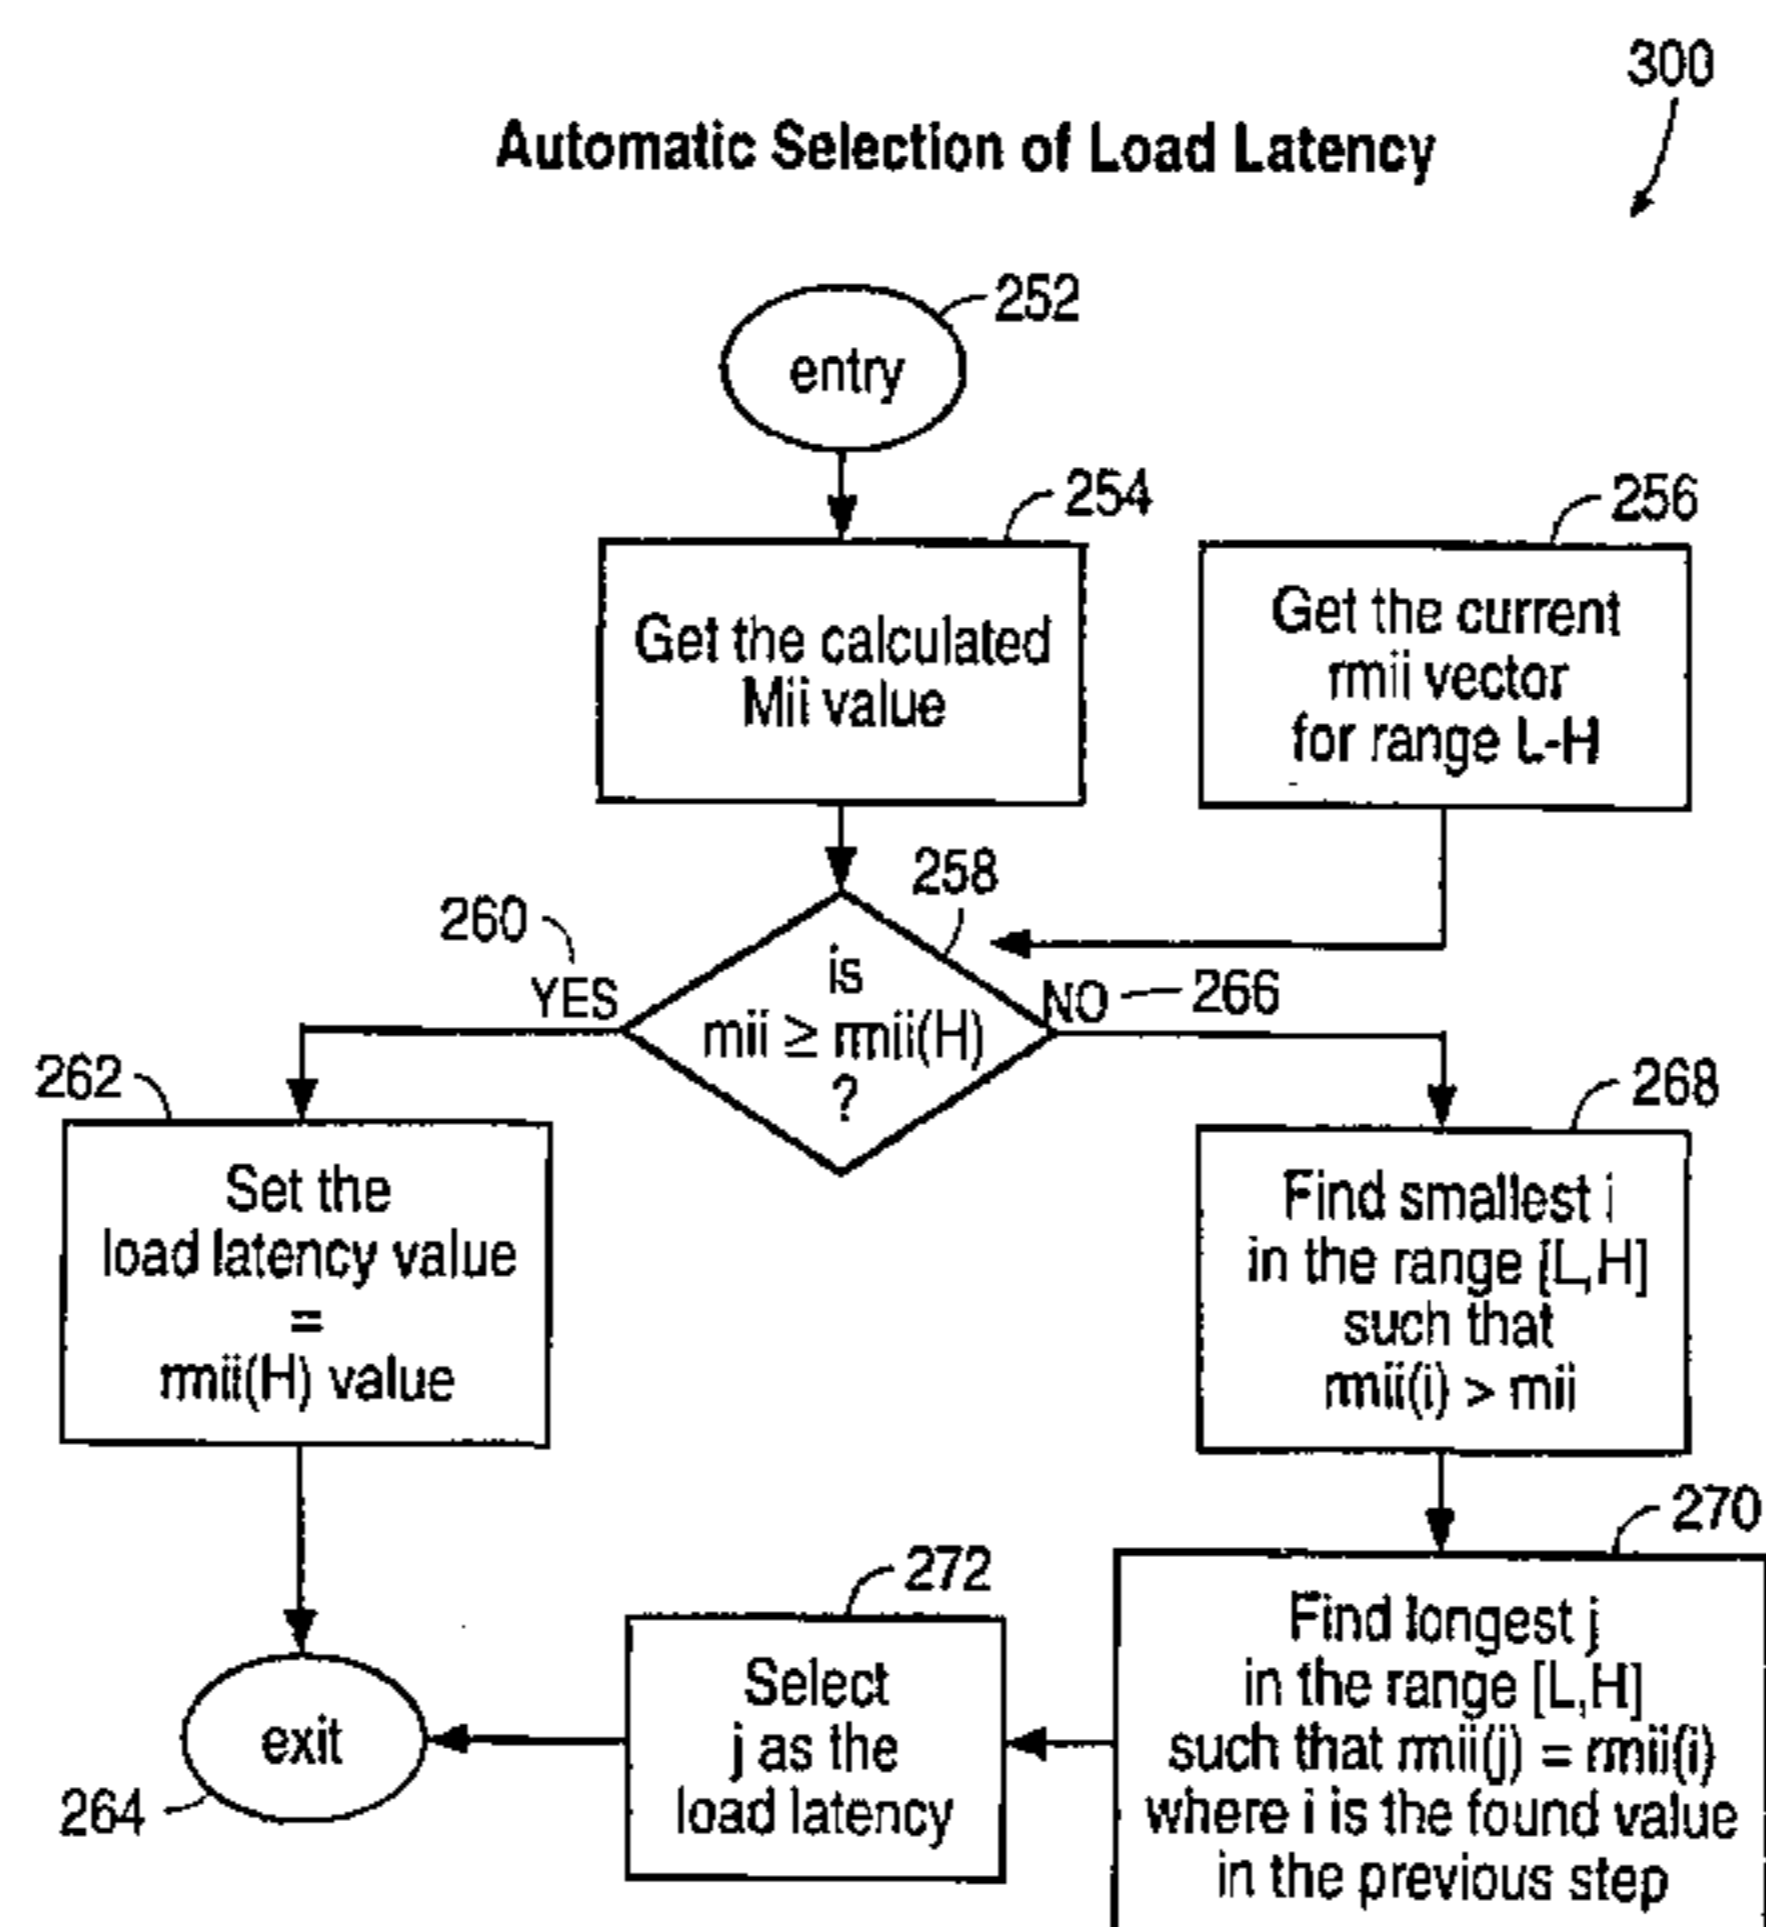 300
Automatic Selection of Load Latency
252
entry
254
256
Get the calculated
Mii value
Get the current
rmii vector
for range L-H
258
260
YES
is
mii ≥ rmii(H)
?
NO
266
262
268
Set the
load latency value
=
rmii(H) value
Find smallest i
in the range [L,H]
such that
rmii(i) > mii
270
272
Find longest j
in the range [L,H]
such that rmii(j) = rmii(i)
where i is the found value
in the previous step
Select
j as the
load latency
exit
264